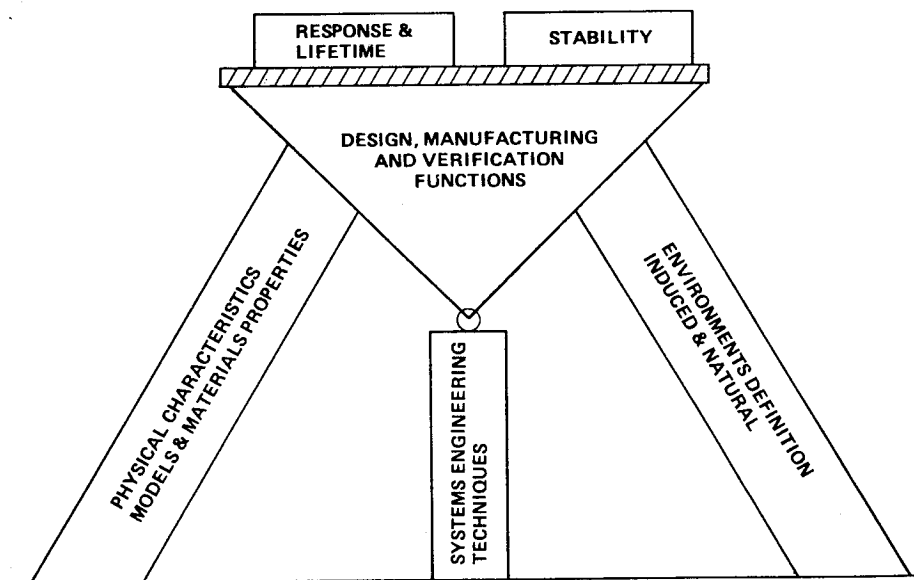 RESPONSE &
LIFETIME
STABILITY
DESIGN, MANUFACTURING
AND VERIFICATION
FUNCTIONS
PHYSICAL CHARACTERISTICS
MODELS & MATERIALS PROPERTIES
SYSTEMS ENGINEERING
TECHNIQUES
ENVIRONMENTS DEFINITION
INDUCED & NATURAL